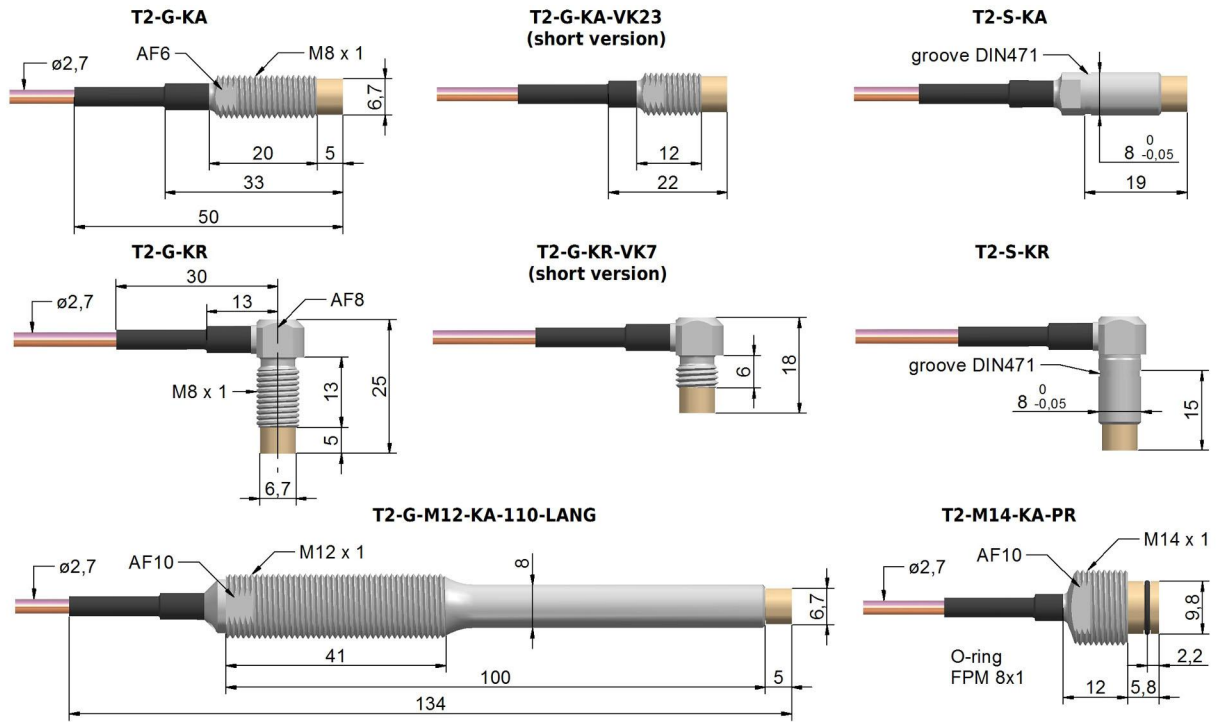 T2-G-KA
AF6
M8 x 1
ø2,7
6,7
20
5
33
50
T2-G-KA-VK23
(short version)
12
22
T2-S-KA
groove DIN471
8 0 -0,05
19
T2-G-KR
30
ø2,7
13
AF8
M8 x 1
13
25
5
6,7
T2-G-KR-VK7
(short version)
6
18
T2-S-KR
groove DIN471
8 0 -0,05
15
T2-G-M12-KA-110-LANG
AF10
M12 x 1
ø2,7
8
6,7
41
100
5
134
T2-M14-KA-PR
M14 x 1
AF10
ø2,7
9,8
O-ring
FPM 8x1
2,2
12
5,8